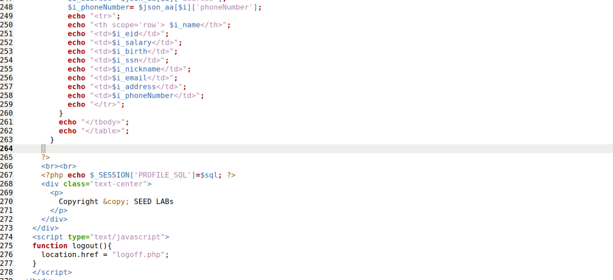 248 $i_phoneNumber= $json_aa[$i]['phoneNumber'];
249 echo "<tr>";
250 echo "<th scope='row'> $i_name</th>";
251 echo "<td>$i_eid</td>";
252 echo "<td>$i_salary</td>";
253 echo "<td>$i_birth</td>";
254 echo "<td>$i_ssn</td>";
255 echo "<td>$i_nickname</td>";
256 echo "<td>$i_email</td>";
257 echo "<td>$i_address</td>";
258 echo "<td>$i_phoneNumber</td>";
259 echo "</tr>";
260 }
261 echo "</tbody>";
262 echo "</table>";
263 }
264
265 ?>
266 <br><br>
267 <?php echo $_SESSION['PROFILE_SQL']=$sql; ?>
268 <div class="text-center">
269 <p>
270 Copyright &copy; SEED LABs
271 </p>
272 </div>
273 </div>
274 <script type="text/javascript">
275 function logout(){
276 location.href = "logoff.php";
277 }
278 </script>